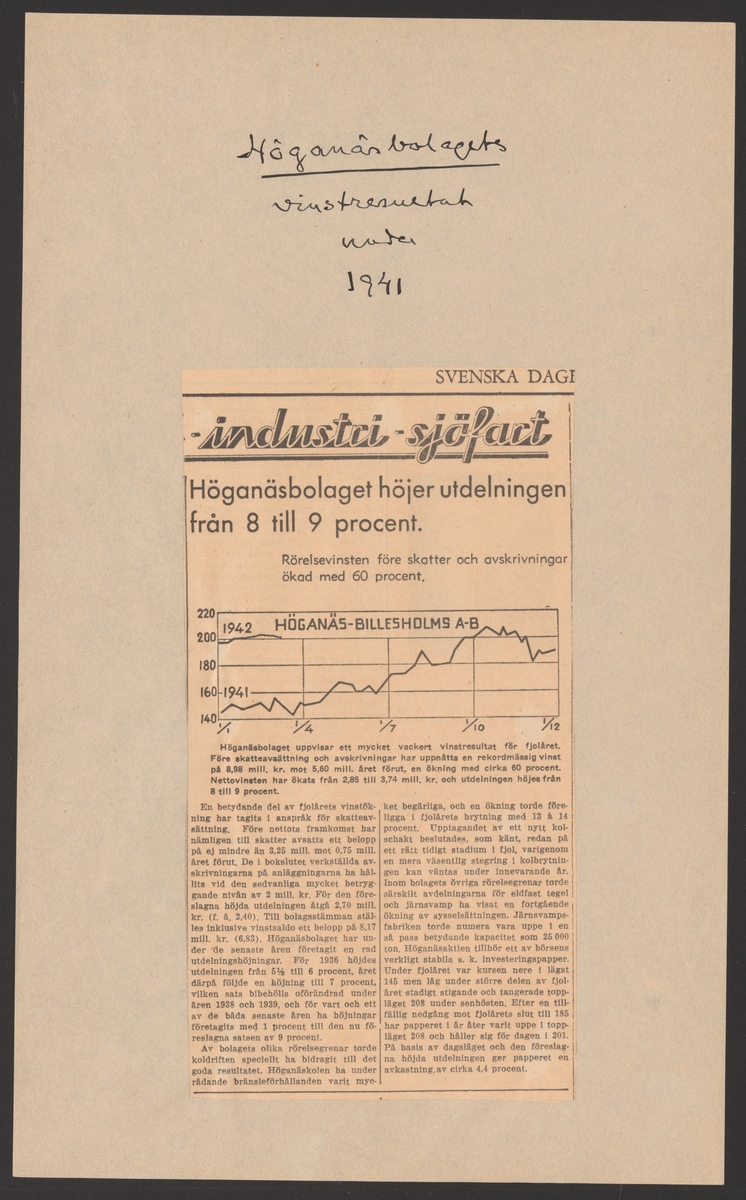 Höganäsbolagets
vinstresultat
under
1941
SVENSKA DAGB
-industri -sjöfart
Höganäsbolaget höjer utdelningen
från 8 till 9 procent.
Rörelsevinsten före skatter och avskrivningar
ökad med 60 procent.
220
1942 HÖGANÄS-BILLESHOLMS A-B
200
180
160 1941
140
1/1 1/4 1/7 1/10 1/12
Höganäsbolaget uppvisar ett mycket vackert vinstresultat för fjolåret.
Före skatteavsättning och avskrivningar har uppnåtts en rekordmässig vinst
på 8,98 mill. kr. mot 5,60 mill. året förut, en ökning med cirka 60 procent.
Nettovinsten har ökats från 2,85 till 3,74 mill. kr. och utdelningen höjes från
8 till 9 procent.
En betydande del av fjolårets vinstök-
ning har tagits i anspråk för skatteav-
sättning. Före nettots framkomst har
nämligen till skatter avsatts ett belopp
på ej mindre än 3,25 mill. mot 0,75 mill.
året förut. De i bokslutet verkställda av-
skrivningarna på anläggningarna ha hål-
lits vid den sedvanliga mycket betryg-
gande nivån av 2 mill. kr. För den före-
slagna höjda utdelningen åtgå 2,70 mill.
kr. (f. å. 2,40). Till bolagsstämman stäl-
les inklusive vinstsaldo ett belopp på 8,17
mill. kr. (6,83). Höganäsbolaget har un-
der de senaste åren företagit en rad
utdelningshöjningar. För 1936 höjdes
utdelningen från 5½ till 6 procent, året
därpå följde en höjning till 7 procent,
vilken sats bibehölls oförändrad under
åren 1938 och 1939, och för vart och ett
av de båda senaste åren ha höjningar
företagits med 1 procent till den nu fö-
reslagna satsen av 9 procent.
Av bolagets olika rörelsegrenar torde
koldriften speciellt ha bidragit till det
goda resultatet. Höganäskolen ha under
rådande bränsleförhållanden varit myc-
ket begärliga, och en ökning torde före-
ligga i fjolårets brytning med 13 à 14
procent. Upptagandet av ett nytt kol-
schakt beslutades, som känt, redan på
ett rätt tidigt stadium i fjol, varigenom
en mera väsentlig stegring i kolbrytnin-
gen kan väntas under innevarande år.
Inom bolagets övriga rörelsegrenar torde
särskilt avdelningarna för eldfast tegel
och järnsvamp ha visat en fortgående
ökning av sysselsättningen. Järnsvamps-
fabriken torde numera vara uppe i en
så pass betydande kapacitet som 25 000
ton. Höganäsaktien tillhör ett av börsens
verkligt stabila s. k. investeringspapper.
Under fjolåret var kursen nere i lägst
145 men låg under större delen av fjol-
året stadigt stigande och tangerade topp-
läget 208 under senhösten. Efter en till-
fällig nedgång mot fjolårets slut till 185
har papperet i år åter varit uppe i topp-
läget 208 och håller sig för dagen i 201.
På basis av dagsläget och den föreslag-
na höjda utdelningen ger papperet en
avkastning av cirka 4,4 procent.